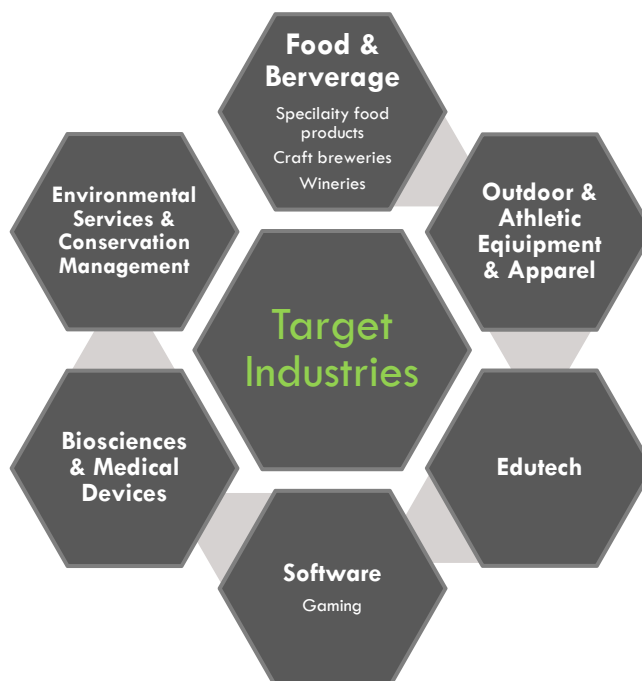 Food &
Berverage
Specilaity food
products
Craft breweries
Wineries
Environmental
Services &
Conservation
Management
Outdoor &
Athletic
Eqiuipment
& Apparel
Target
Industries
Biosciences
& Medical
Devices
Edutech
Software
Gaming